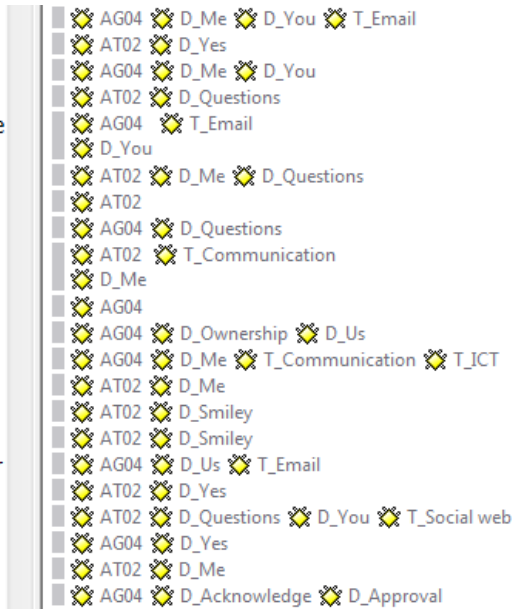 AG04 D_Me D_You T_Email
AT02 D_Yes
AG04 D_Me D_You
AT02 D_Questions
AG04 T_Email
D_You
AT02 D_Me D_Questions
AT02
AG04 D_Questions
AT02 T_Communication
D_Me
AG04
AG04 D_Ownership D_Us
AG04 D_Me T_Communication T_ICT
AT02 D_Me
AT02 D_Smiley
AT02 D_Smiley
AG04 D_Us T_Email
AT02 D_Yes
AT02 D_Questions D_You T_Social web
AG04 D_Yes
AT02 D_Me
AG04 D_Acknowledge D_Approval